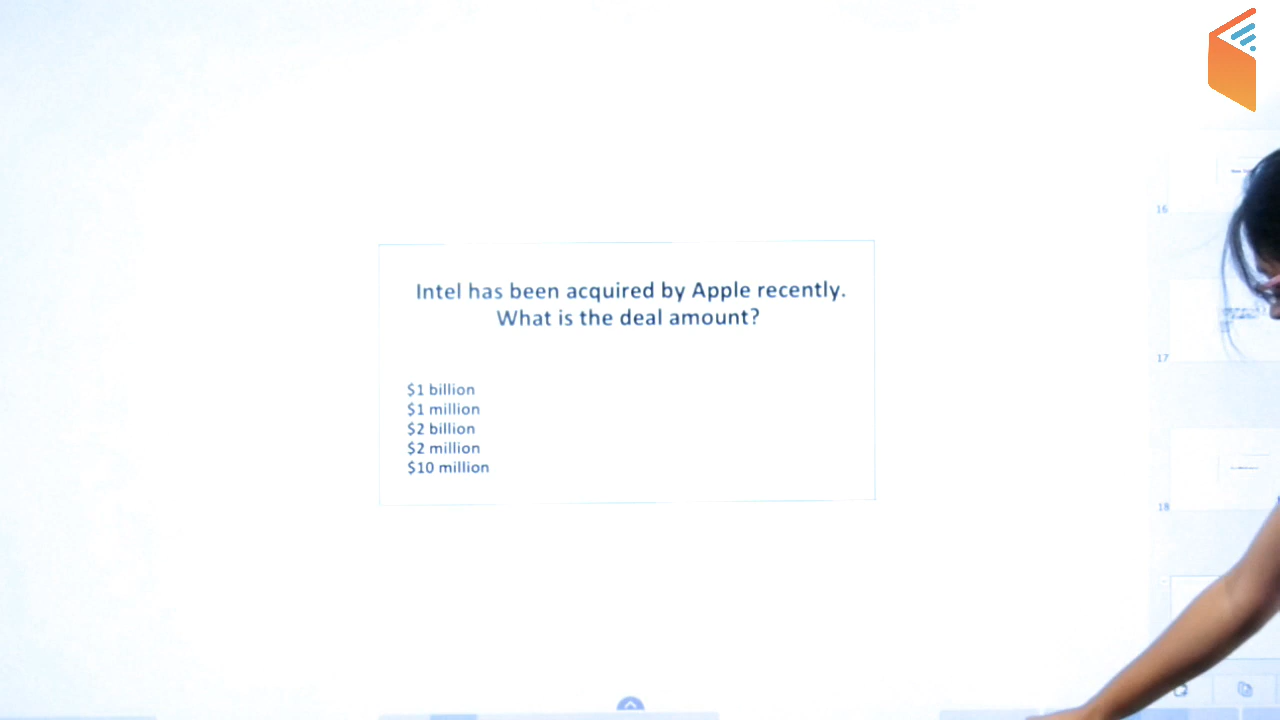 Intel has been acquired by Apple recently.
What is the deal amount?
$1 billion
$1 million
$2 billion
$2 million
$10 million
16
17
18